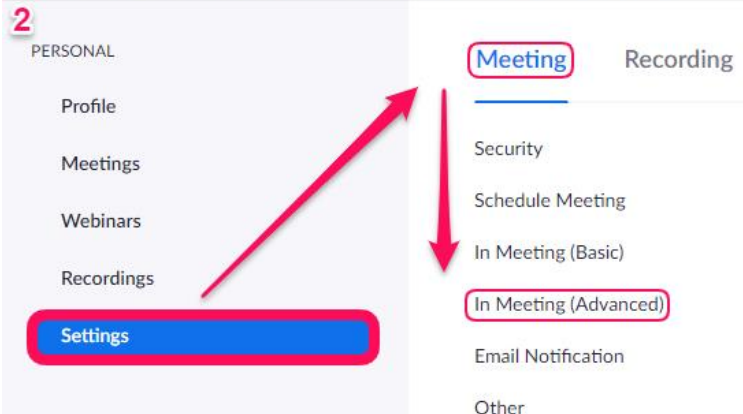 2
PERSONAL
Profile
Meetings
Webinars
Recordings
Settings
Meeting Recording
Security
Schedule Meeting
In Meeting (Basic)
In Meeting (Advanced)
Email Notification
Other